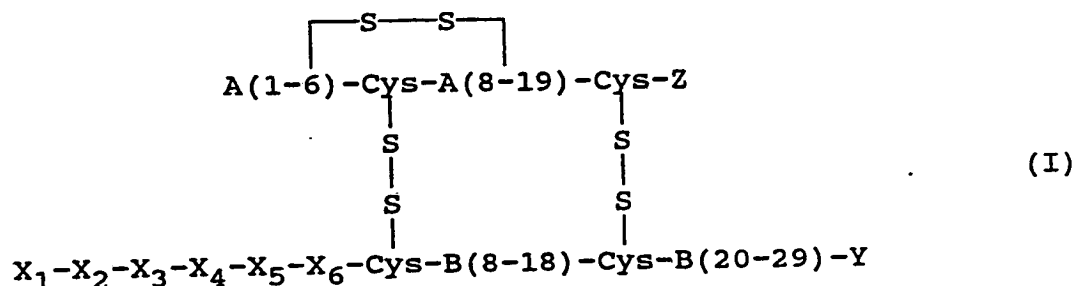 S—S
A(1-6)-Cys-A(8-19)-Cys-Z
S S
S S
(I)
X₁-X₂-X₃-X₄-X₅-X₆-Cys-B(8-18)-Cys-B(20-29)-Y